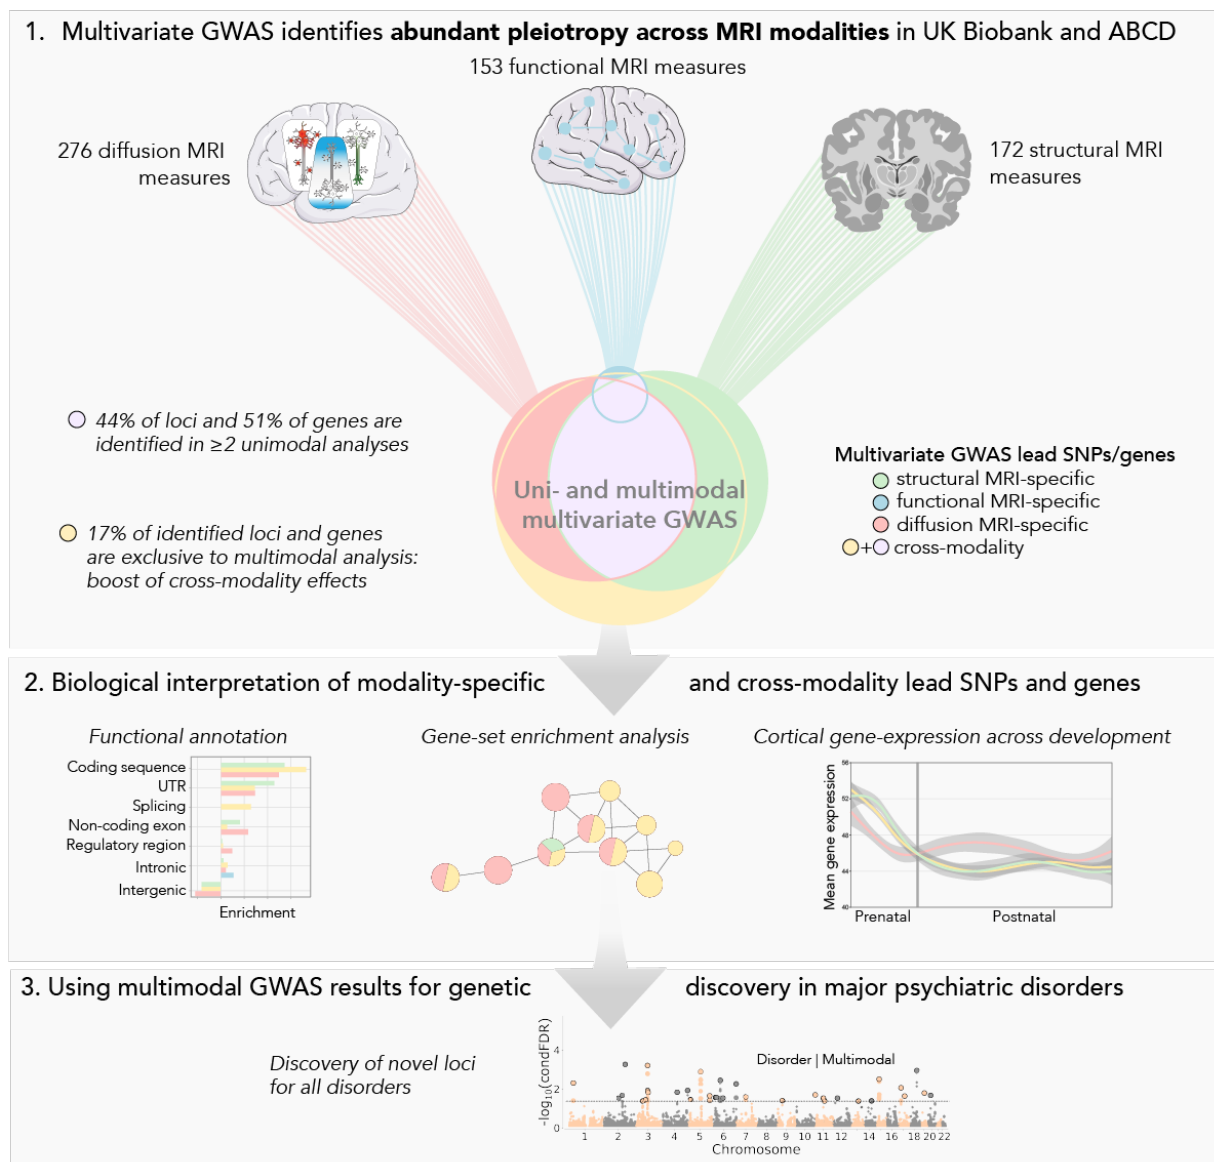 1. Multivariate GWAS identifies abundant pleiotropy across MRI modalities in UK Biobank and ABCD
153 functional MRI measures
276 diffusion MRI
measures
172 structural MRI
measures
44% of loci and 51% of genes are
identified in ≥2 unimodal analyses
17% of identified loci and genes
are exclusive to multimodal analysis:
boost of cross-modality effects
Uni- and multimodal
multivariate GWAS
Multivariate GWAS lead SNPs/genes
structural MRI-specific
functional MRI-specific
diffusion MRI-specific
+ cross-modality
2. Biological interpretation of modality-specific and cross-modality lead SNPs and genes
Functional annotation
Coding sequence
UTR
Splicing
Non-coding exon
Regulatory region
Intronic
Intergenic
Enrichment
Gene-set enrichment analysis
Cortical gene-expression across development
Mean gene expression
56
52
48
44
40
Prenatal
Postnatal
3. Using multimodal GWAS results for genetic discovery in major psychiatric disorders
Discovery of novel loci
for all disorders
-log10(condFDR)
4
2
0
Disorder | Multimodal
1 2 3 4 5 6 7 8 9 10 11 12 14 16 18 20 22
Chromosome